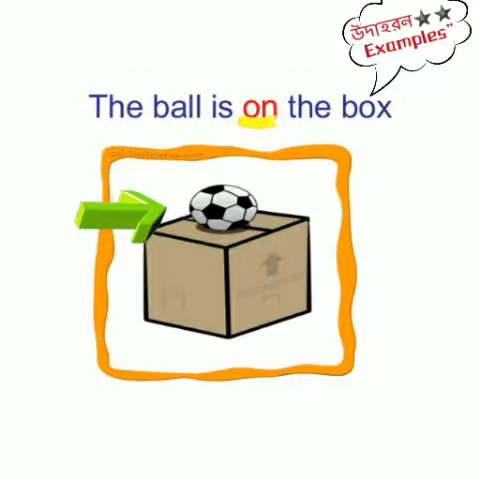 উদাহরন
Examples"
The ball is on the box